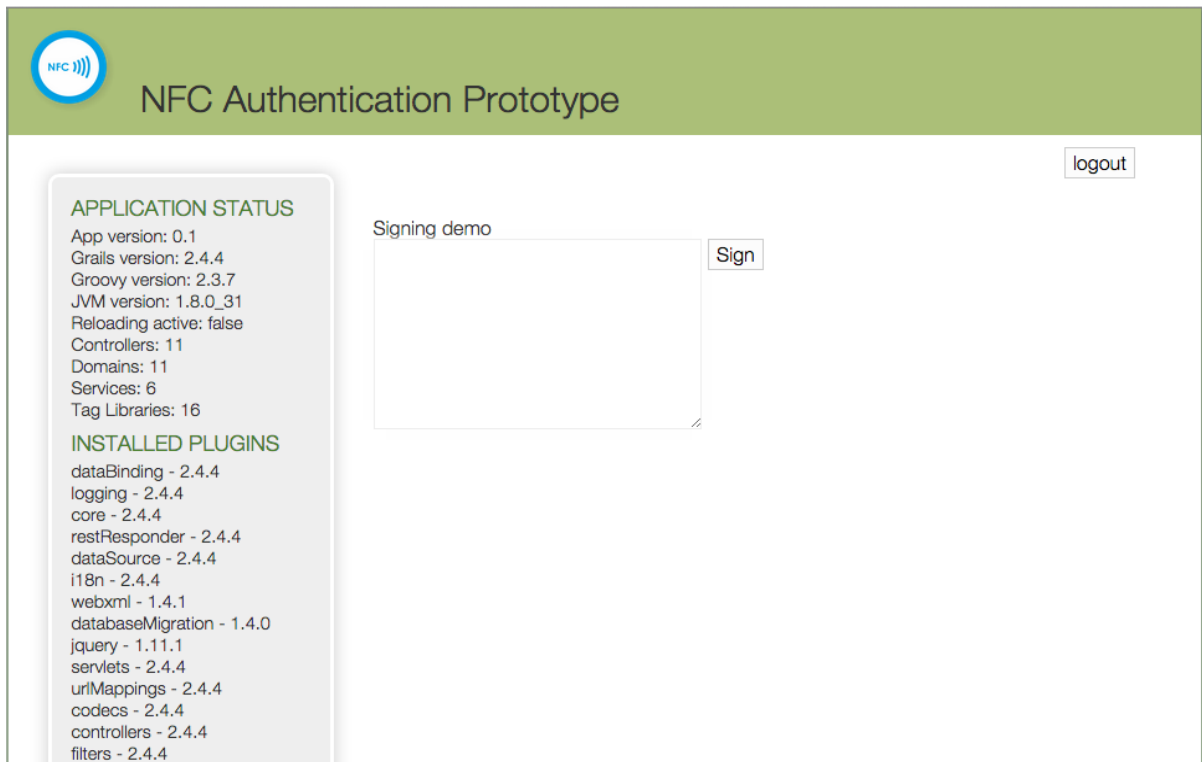 NFC
NFC Authentication Prototype
logout
APPLICATION STATUS
App version: 0.1
Grails version: 2.4.4
Groovy version: 2.3.7
JVM version: 1.8.0_31
Reloading active: false
Controllers: 11
Domains: 11
Services: 6
Tag Libraries: 16
INSTALLED PLUGINS
dataBinding - 2.4.4
logging - 2.4.4
core - 2.4.4
restResponder - 2.4.4
dataSource - 2.4.4
i18n - 2.4.4
webxml - 1.4.1
databaseMigration - 1.4.0
jquery - 1.11.1
servlets - 2.4.4
urlMappings - 2.4.4
codecs - 2.4.4
controllers - 2.4.4
filters - 2.4.4
Signing demo
Sign